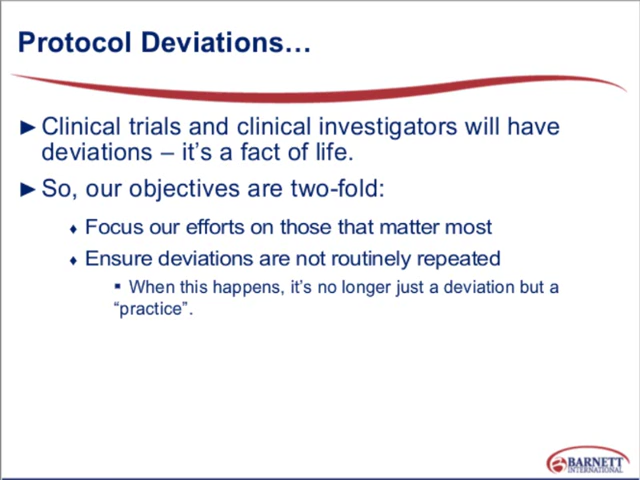 Protocol Deviations…
► Clinical trials and clinical investigators will have
deviations – it’s a fact of life.
► So, our objectives are two-fold:
♦ Focus our efforts on those that matter most
♦ Ensure deviations are not routinely repeated
▪ When this happens, it’s no longer just a deviation but a
“practice”.
BARNETT
INTERNATIONAL